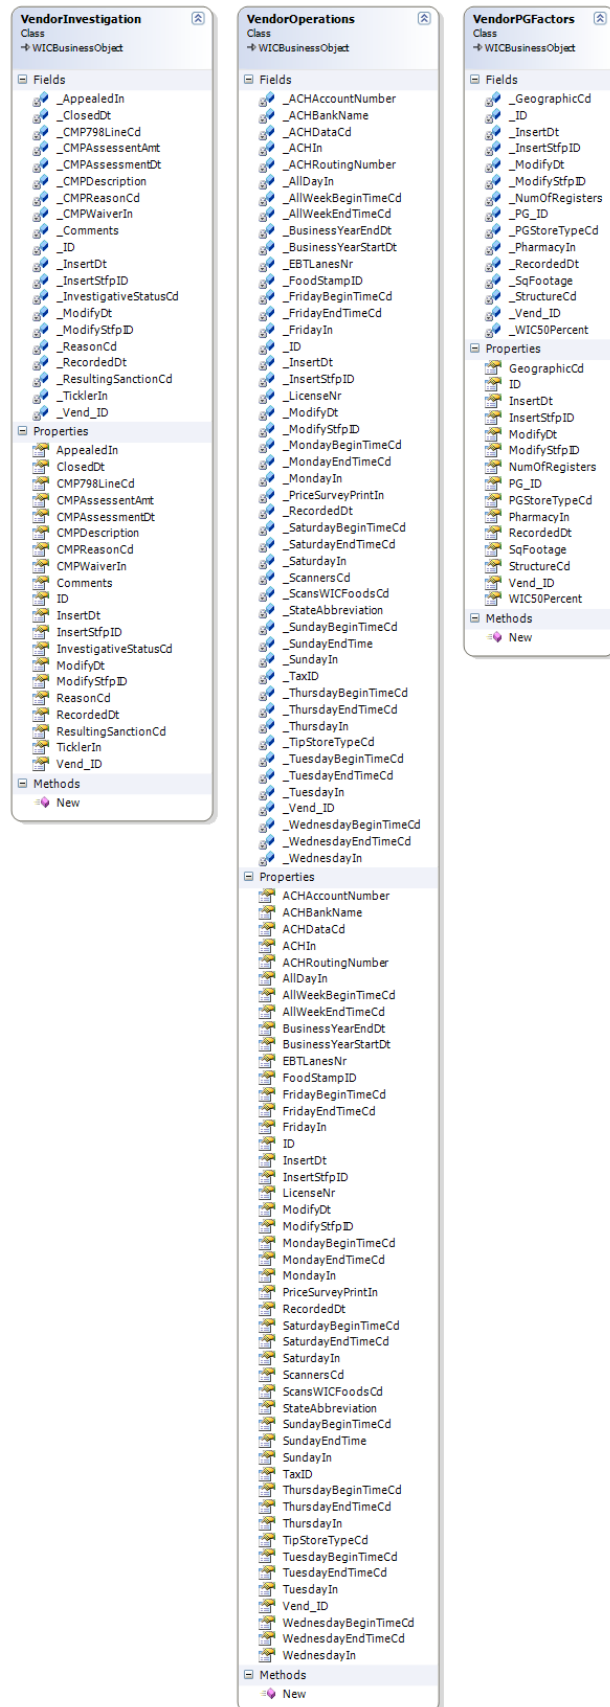 VendorInvestigation
Class
WICBusinessObject
Fields
_AppealedIn
_ClosedDt
_CMP798LineCd
_CMPAssessentAmt
_CMPAssessmentDt
_CMPDescription
_CMPReasonCd
_CMPWaiverIn
_Comments
_ID
_InsertDt
_InsertStfpID
_InvestigativeStatusCd
_ModifyDt
_ModifyStfpID
_ReasonCd
_RecordedDt
_ResultingSanctionCd
_TicklerIn
_Vend_ID
Properties
AppealedIn
ClosedDt
CMP798LineCd
CMPAssessentAmt
CMPAssessmentDt
CMPDescription
CMPReasonCd
CMPWaiverIn
Comments
ID
InsertDt
InsertStfpID
InvestigativeStatusCd
ModifyDt
ModifyStfpID
ReasonCd
RecordedDt
ResultingSanctionCd
TicklerIn
Vend_ID
Methods
New
VendorOperations
Class
WICBusinessObject
Fields
_ACHAccountNumber
_ACHBankName
_ACHDataCd
_ACHIn
_ACHRoutingNumber
_AllDayIn
_AllWeekBeginTimeCd
_AllWeekEndTimeCd
_BusinessYearEndDt
_BusinessYearStartDt
_EBTLanesNr
_FoodStampID
_FridayBeginTimeCd
_FridayEndTimeCd
_FridayIn
_ID
_InsertDt
_InsertStfpID
_LicenseNr
_ModifyDt
_ModifyStfpID
_MondayBeginTimeCd
_MondayEndTimeCd
_MondayIn
_PriceSurveyPrintIn
_RecordedDt
_SaturdayBeginTimeCd
_SaturdayEndTimeCd
_SaturdayIn
_ScannersCd
_ScansWICFoodsCd
_StateAbbreviation
_SundayBeginTimeCd
_SundayEndTime
_SundayIn
_TaxID
_ThursdayBeginTimeCd
_ThursdayEndTimeCd
_ThursdayIn
_TipStoreTypeCd
_TuesdayBeginTimeCd
_TuesdayEndTimeCd
_TuesdayIn
_Vend_ID
_WednesdayBeginTimeCd
_WednesdayEndTimeCd
_WednesdayIn
Properties
ACHAccountNumber
ACHBankName
ACHDataCd
ACHIn
ACHRoutingNumber
AllDayIn
AllWeekBeginTimeCd
AllWeekEndTimeCd
BusinessYearEndDt
BusinessYearStartDt
EBTLanesNr
FoodStampID
FridayBeginTimeCd
FridayEndTimeCd
FridayIn
ID
InsertDt
InsertStfpID
LicenseNr
ModifyDt
ModifyStfpID
MondayBeginTimeCd
MondayEndTimeCd
MondayIn
PriceSurveyPrintIn
RecordedDt
SaturdayBeginTimeCd
SaturdayEndTimeCd
SaturdayIn
ScannersCd
ScansWICFoodsCd
StateAbbreviation
SundayBeginTimeCd
SundayEndTime
SundayIn
TaxID
ThursdayBeginTimeCd
ThursdayEndTimeCd
ThursdayIn
TipStoreTypeCd
TuesdayBeginTimeCd
TuesdayEndTimeCd
TuesdayIn
Vend_ID
WednesdayBeginTimeCd
WednesdayEndTimeCd
WednesdayIn
Methods
New
VendorPGFactors
Class
WICBusinessObject
Fields
_GeographicCd
_ID
_InsertDt
_InsertStfpID
_ModifyDt
_ModifyStfpID
_NumOfRegisters
_PG_ID
_PGStoreTypeCd
_PharmacyIn
_RecordedDt
_SqFootage
_StructureCd
_Vend_ID
_WIC50Percent
Properties
GeographicCd
ID
InsertDt
InsertStfpID
ModifyDt
ModifyStfpID
NumOfRegisters
PG_ID
PGStoreTypeCd
PharmacyIn
RecordedDt
SqFootage
StructureCd
Vend_ID
WIC50Percent
Methods
New